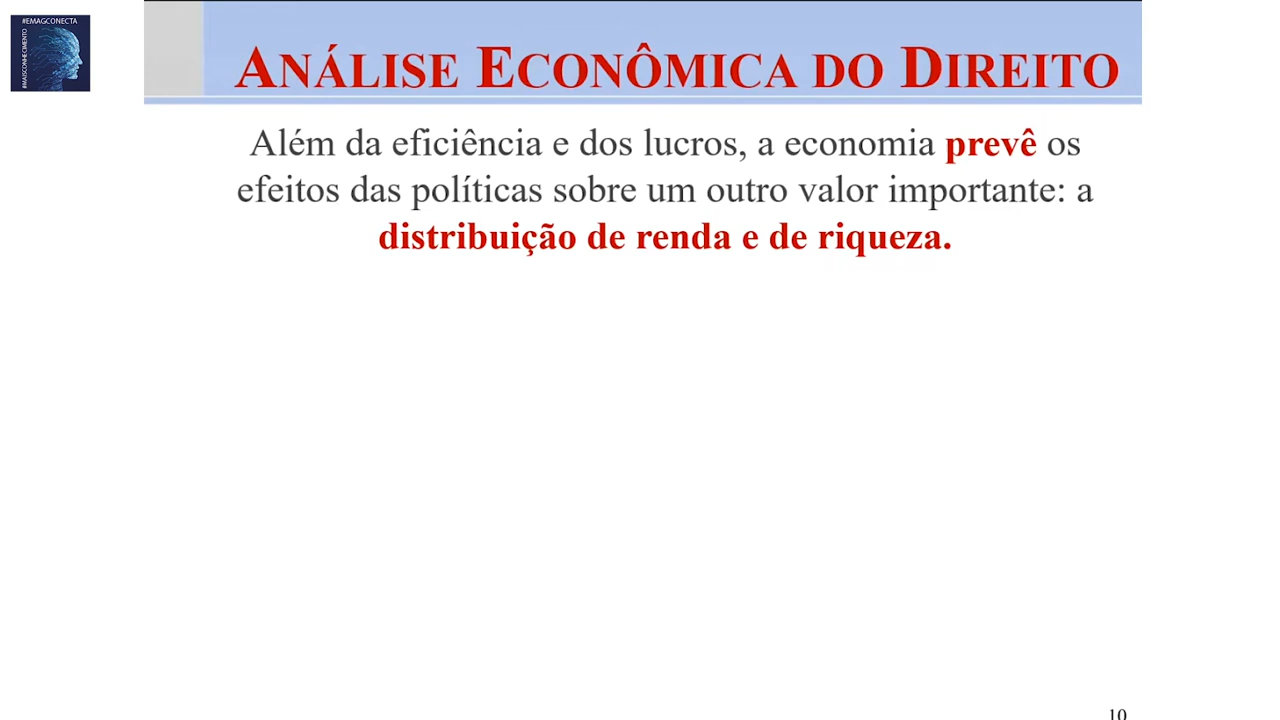 #EMAGCONECTA
#MAISCONHECIMENTO
ANÁLISE ECONÔMICA DO DIREITO
Além da eficiência e dos lucros, a economia prevê os
efeitos das políticas sobre um outro valor importante: a
distribuição de renda e de riqueza.
10